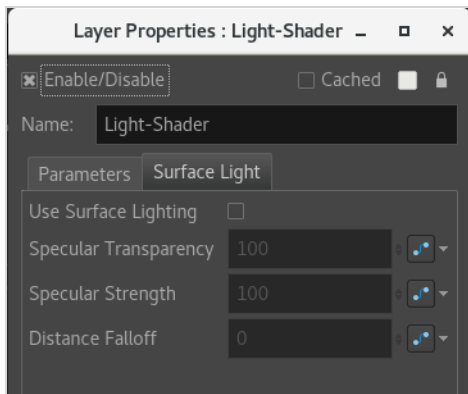 Layer Properties : Light-Shader
Enable/Disable Cached
Name: Light-Shader
Parameters Surface Light
Use Surface Lighting
Specular Transparency 100
Specular Strength 100
Distance Falloff 0